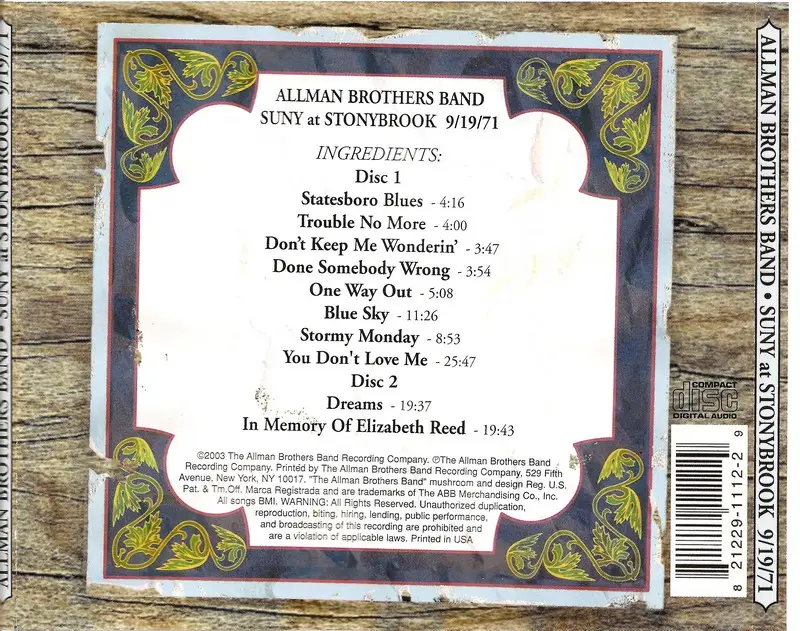 ALLMAN BROTHERS BAND
SUNY at STONYBROOK 9/19/71
INGREDIENTS:
Disc 1
Statesboro Blues - 4:16
Trouble No More - 4:00
Don't Keep Me Wonderin' - 3:47
Done Somebody Wrong - 3:54
One Way Out - 5:08
Blue Sky - 11:26
Stormy Monday - 8:53
You Don't Love Me - 25:47
Disc 2
Dreams - 19:37
In Memory Of Elizabeth Reed - 19:43
©2003 The Allman Brothers Band Recording Company. ℗The Allman Brothers Band
Recording Company. Printed by The Allman Brothers Band Recording Company, 529 Fifth
Avenue, New York, NY 10017. "The Allman Brothers Band" mushroom and design Reg. U.S.
Pat. & Tm.Off. Marca Registrada and are trademarks of The ABB Merchandising Co., Inc.
All songs BMI. WARNING: All Rights Reserved. Unauthorized duplication,
reproduction, biting, hiring, lending, public performance,
and broadcasting of this recording are prohibited and
are a violation of applicable laws. Printed in USA
ALLMAN BROTHERS BAND • SUNY at STONYBROOK 9/19/71
ALLMAN BROTHERS BAND • SUNY at STONYBROOK 9/19/71
COMPACT
disc
DIGITAL AUDIO
8 21229-1112-2 9